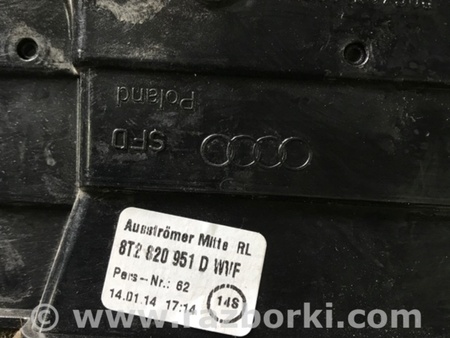 Poland
SFD
Ausströmer Mitte RL
8T2 820 951 D WVF
Pers-Nr.: 62
14.01.14 17:14
14S
www.razborki.com